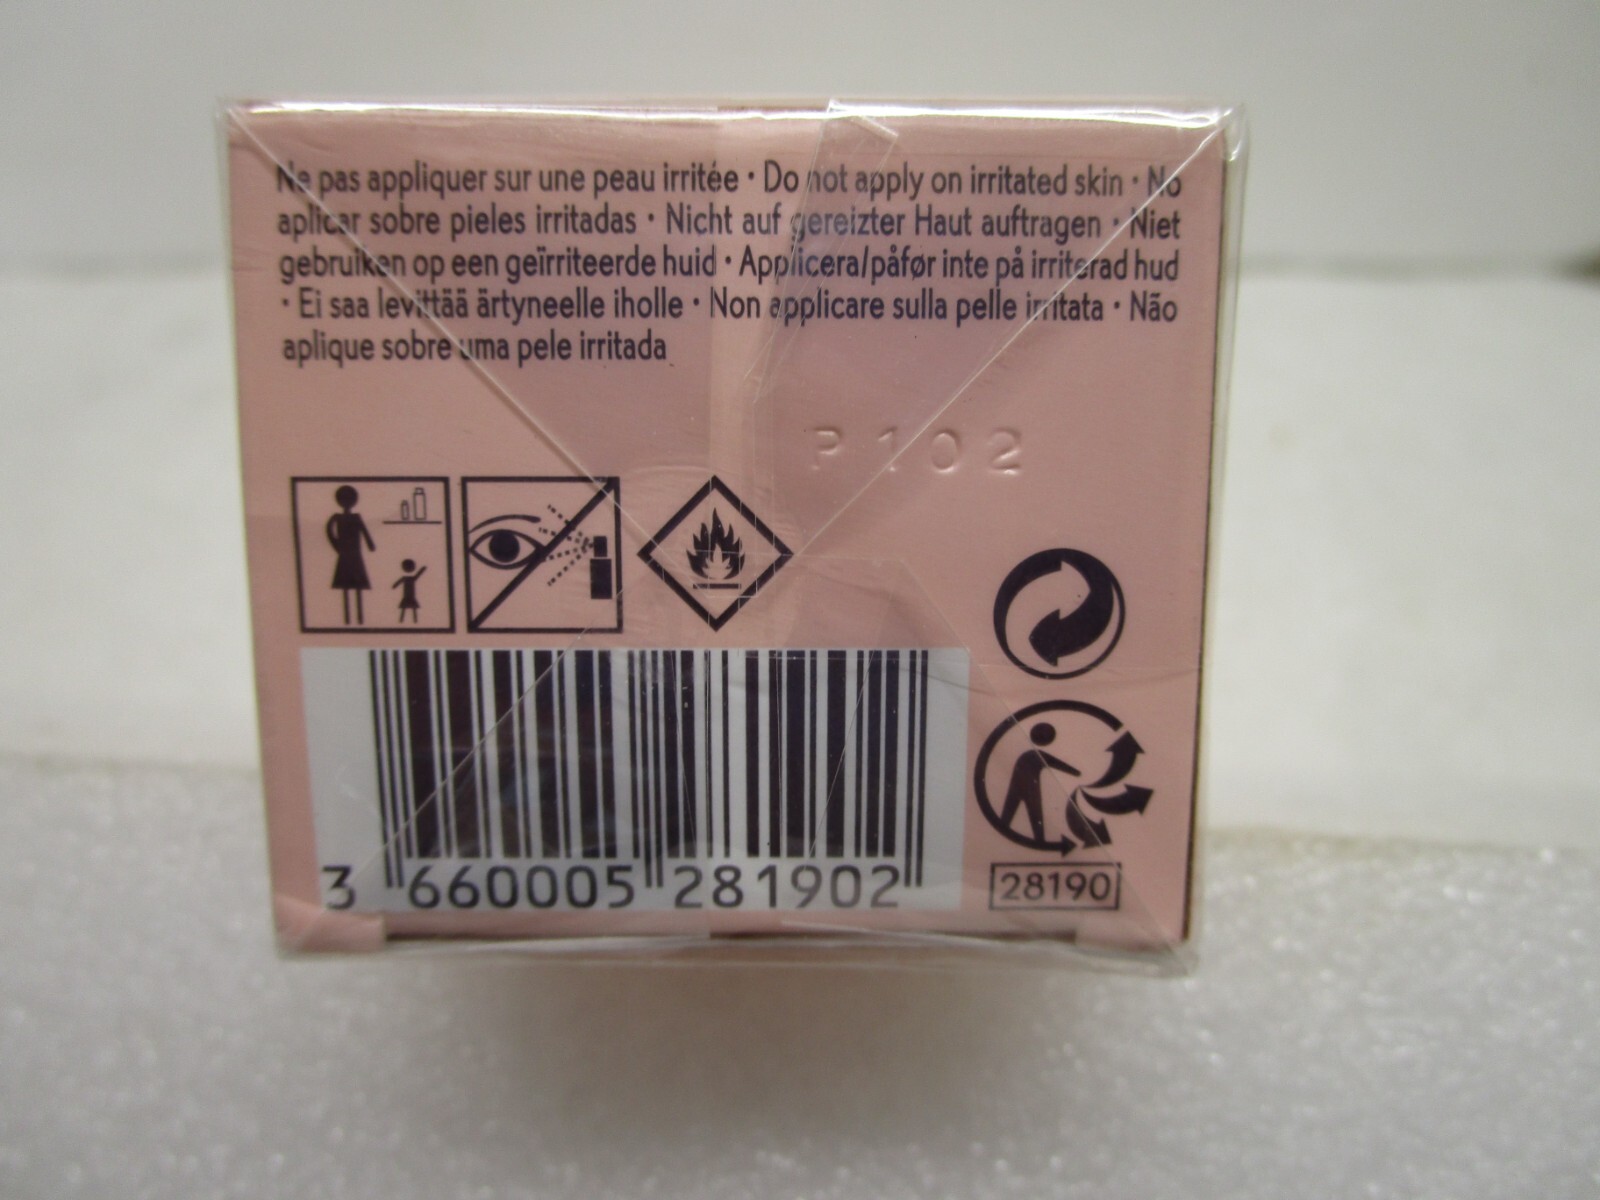 Ne pas appliquer sur une peau irritée • Do not apply on irritated skin • No
aplicar sobre pieles irritadas • Nicht auf gereizter Haut auftragen • Niet
gebruiken op een geïrriteerde huid • Applicera/påfør inte på irriterad hud
• Ei saa levittää ärtyneelle iholle • Non applicare sulla pelle irritata • Não
aplique sobre uma pele irritada
P102
3 660005 281902
28190